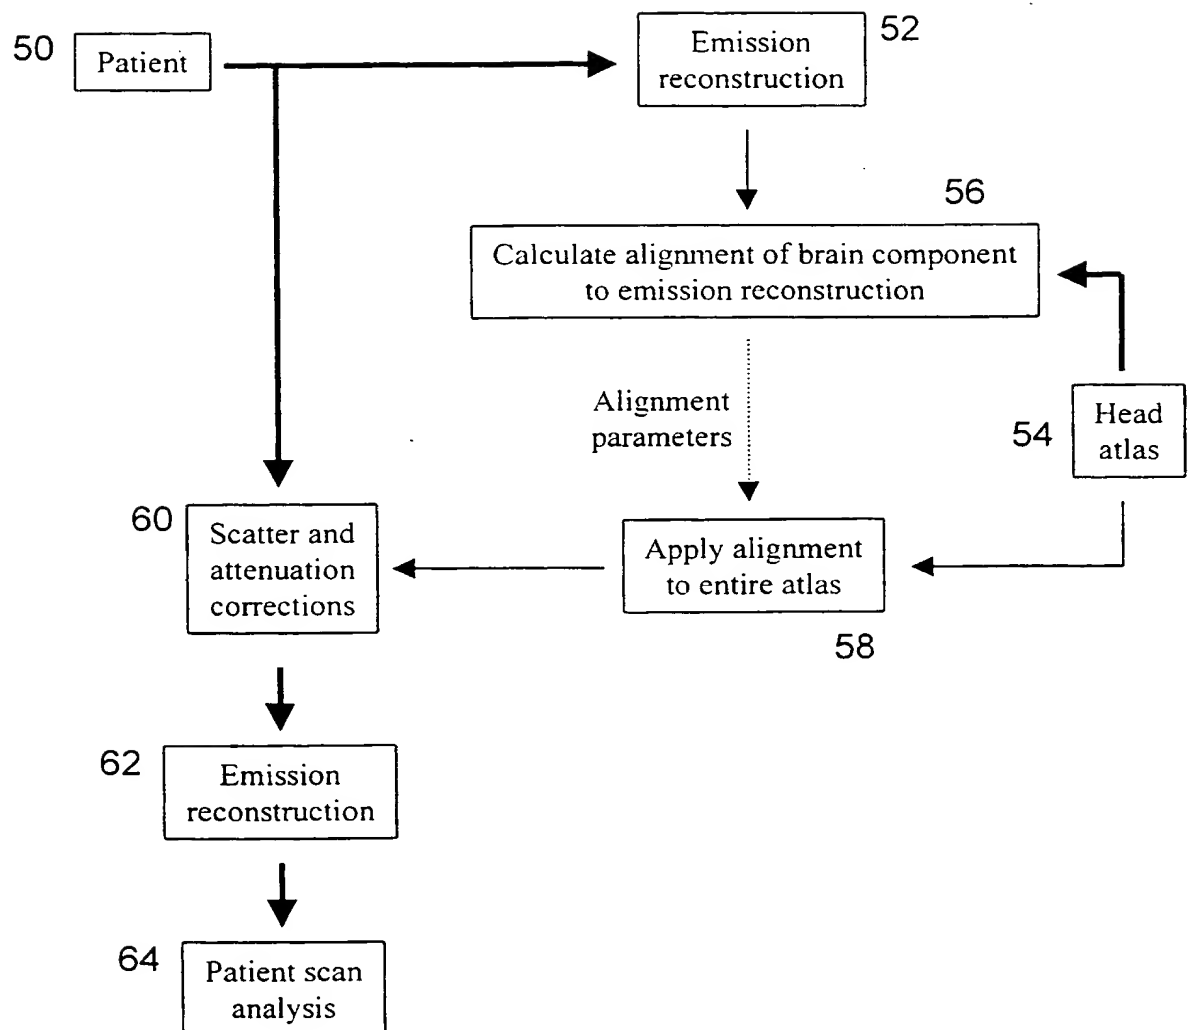 50
Patient
Emission
reconstruction
52
56
Calculate alignment of brain component
to emission reconstruction
Alignment
parameters
54
Head
atlas
60
Scatter and
attenuation
corrections
Apply alignment
to entire atlas
58
62
Emission
reconstruction
64
Patient scan
analysis